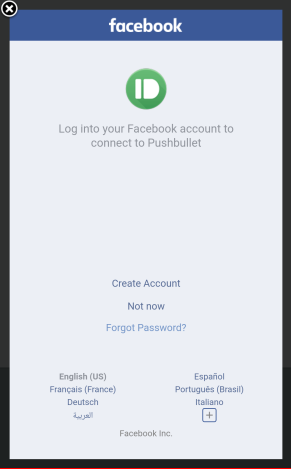 facebook
Log into your Facebook account to
connect to Pushbullet
Create Account
Not now
Forgot Password?
English (US)
Español
Français (France)
Português (Brasil)
Deutsch
Italiano
العربية
Facebook Inc.